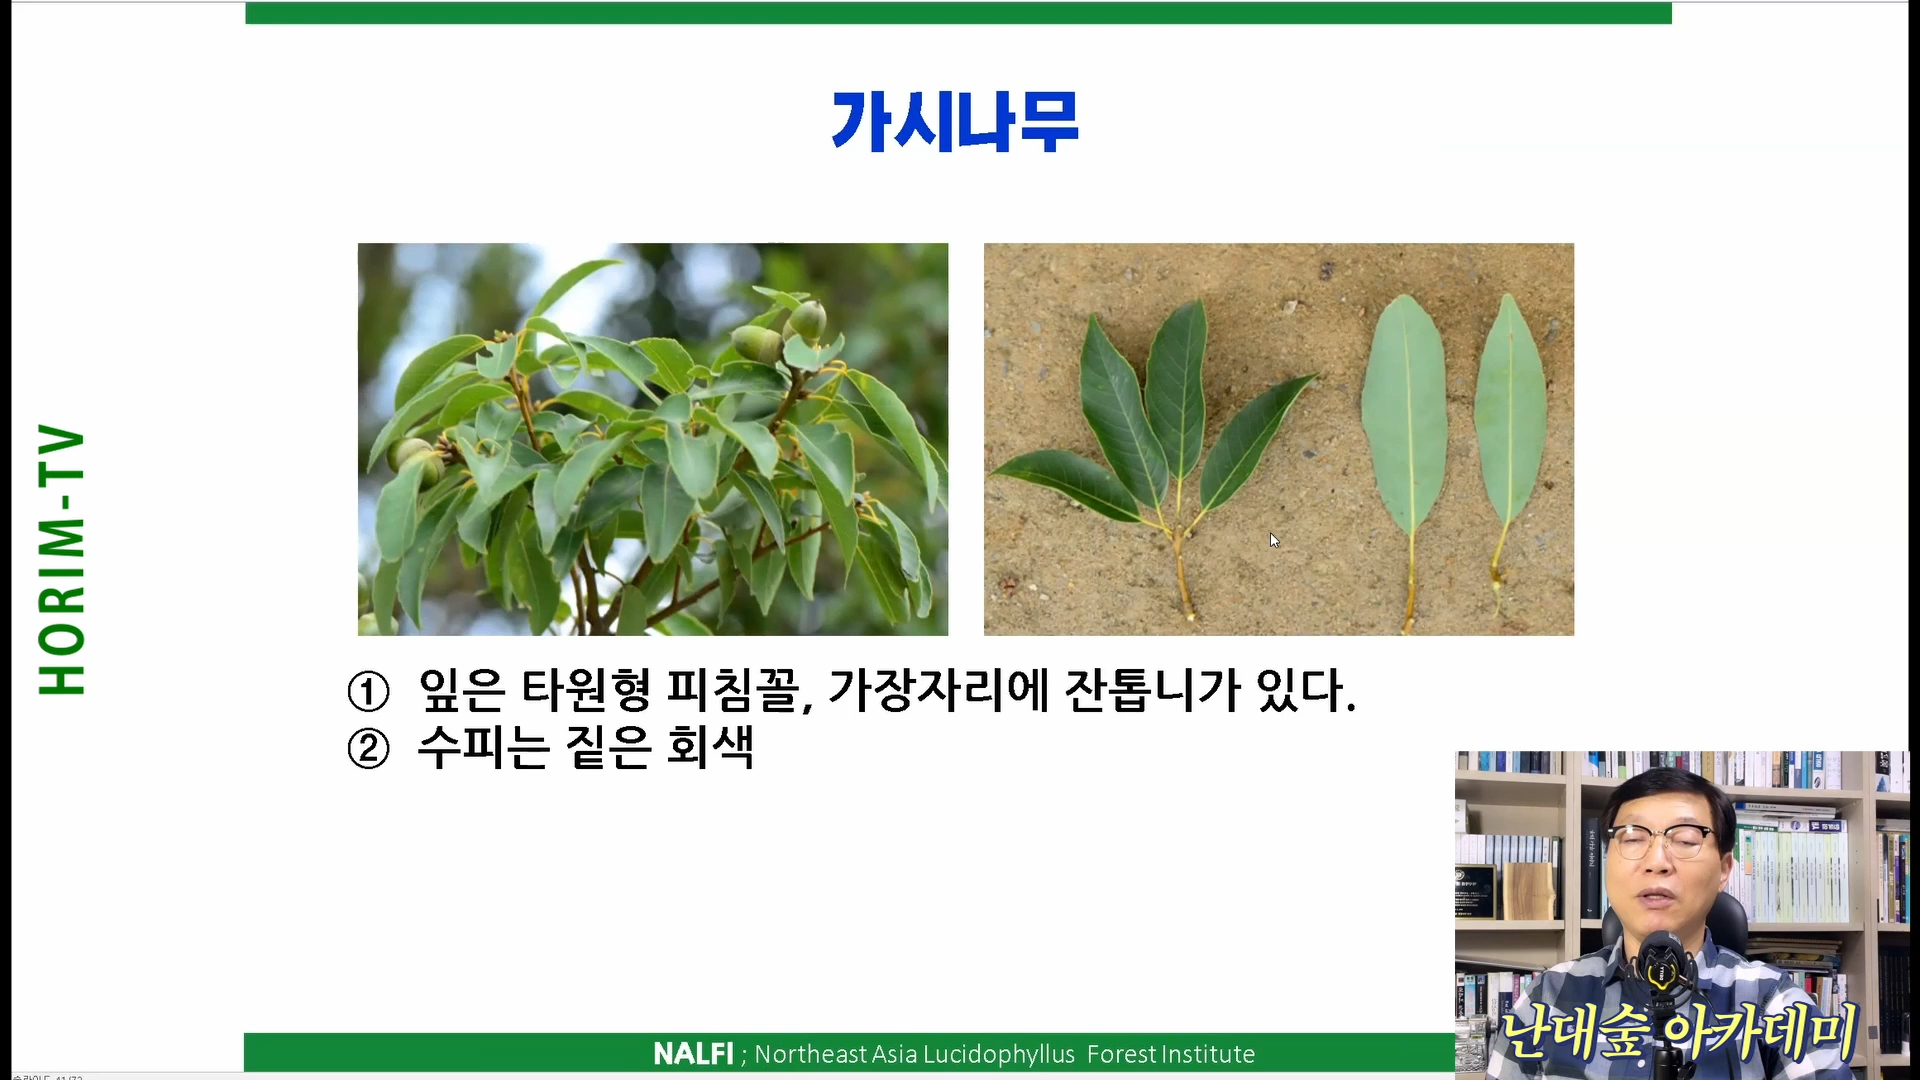 가시나무
HORIM-TV
① 잎은 타원형 피침꼴, 가장자리에 잔톱니가 있다.
② 수피는 짙은 회색
난대숲 아카데미
NALFI ; Northeast Asia Lucidophyllus Forest Institute